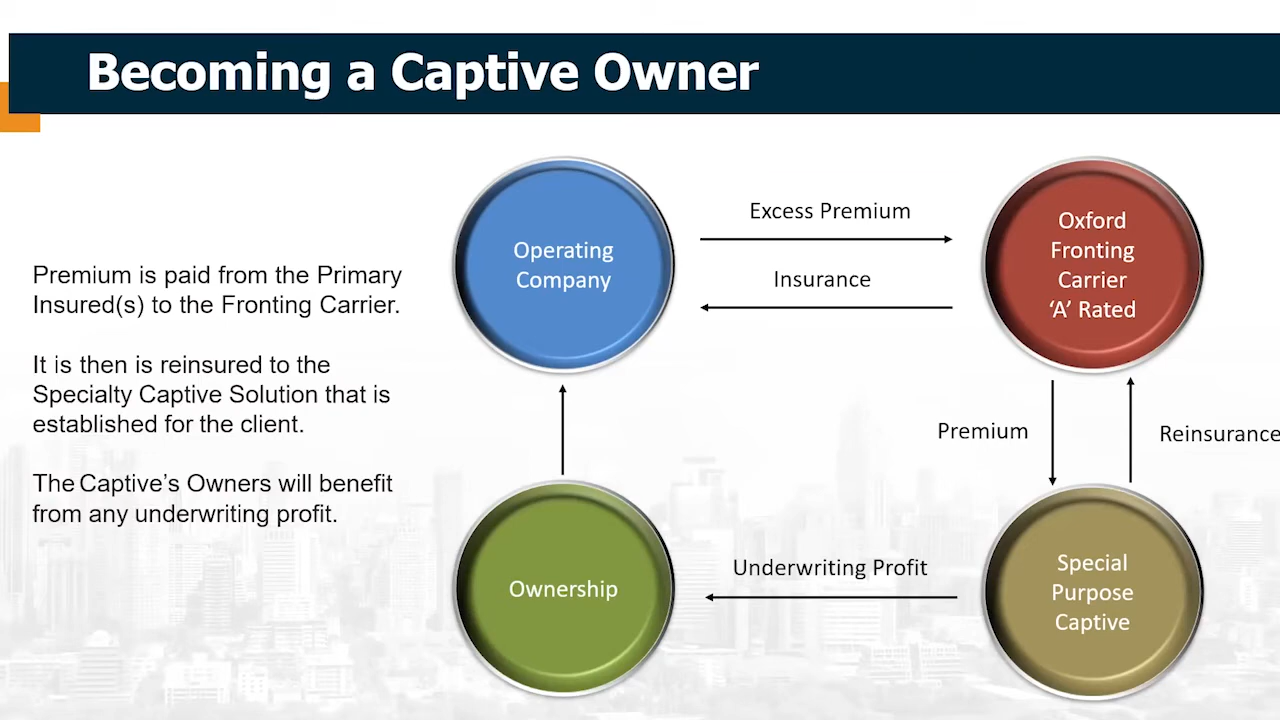 Becoming a Captive Owner
Premium is paid from the Primary
Insured(s) to the Fronting Carrier.
It is then is reinsured to the
Specialty Captive Solution that is
established for the client.
The Captive’s Owners will benefit
from any underwriting profit.
Operating
Company
Excess Premium
Insurance
Oxford
Fronting
Carrier
‘A’ Rated
Premium
Reinsurance
Ownership
Underwriting Profit
Special
Purpose
Captive